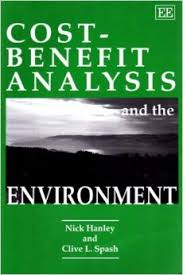 EE
COST-
BENEFIT
ANALYSIS
and the
ENVIRONMENT
Nick Hanley
and
Clive L. Spash